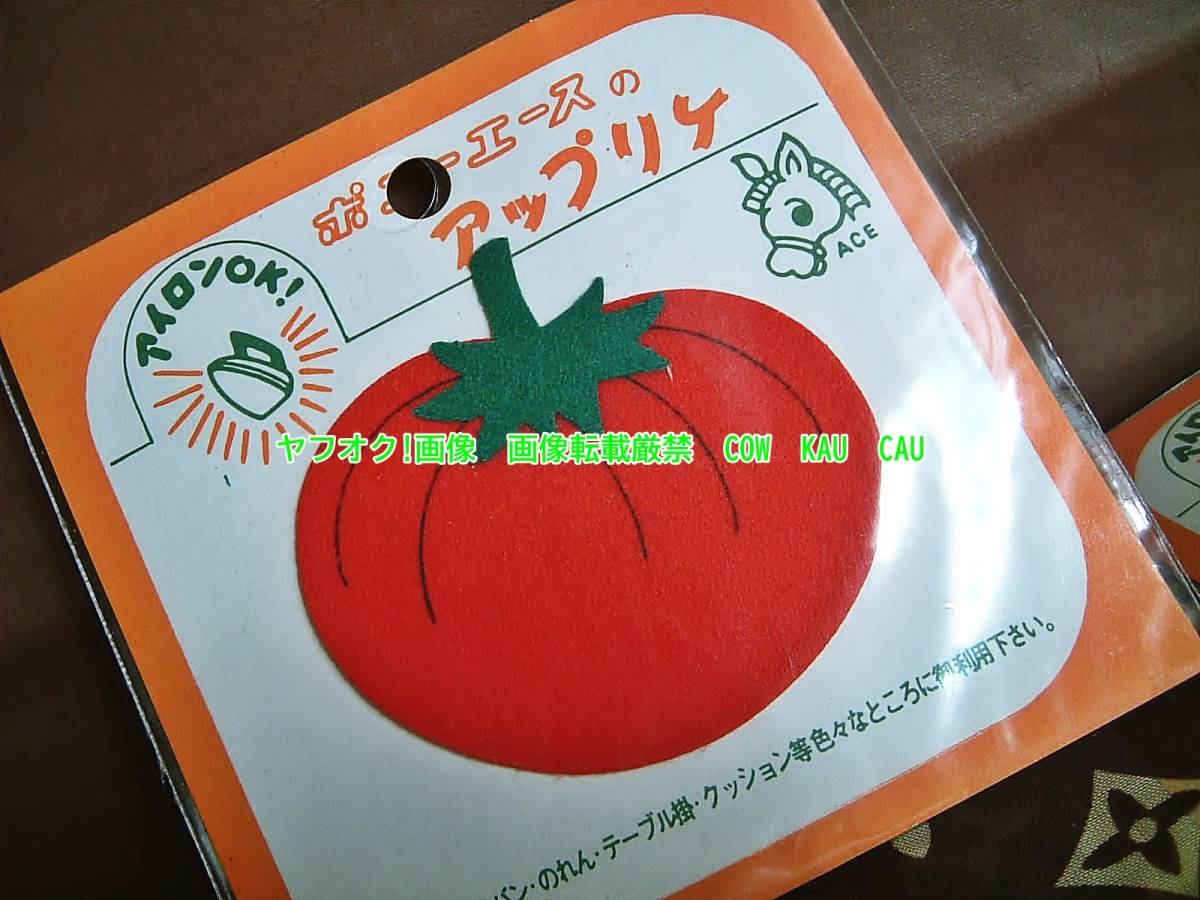 ポニーエースの
アップリケ
アイロンOK!
ACE
ヤフオク!画像 画像転載厳禁 COW KAU CAU
バン・のれん・テーブル掛・クッション等色々なところに御利用下さい。